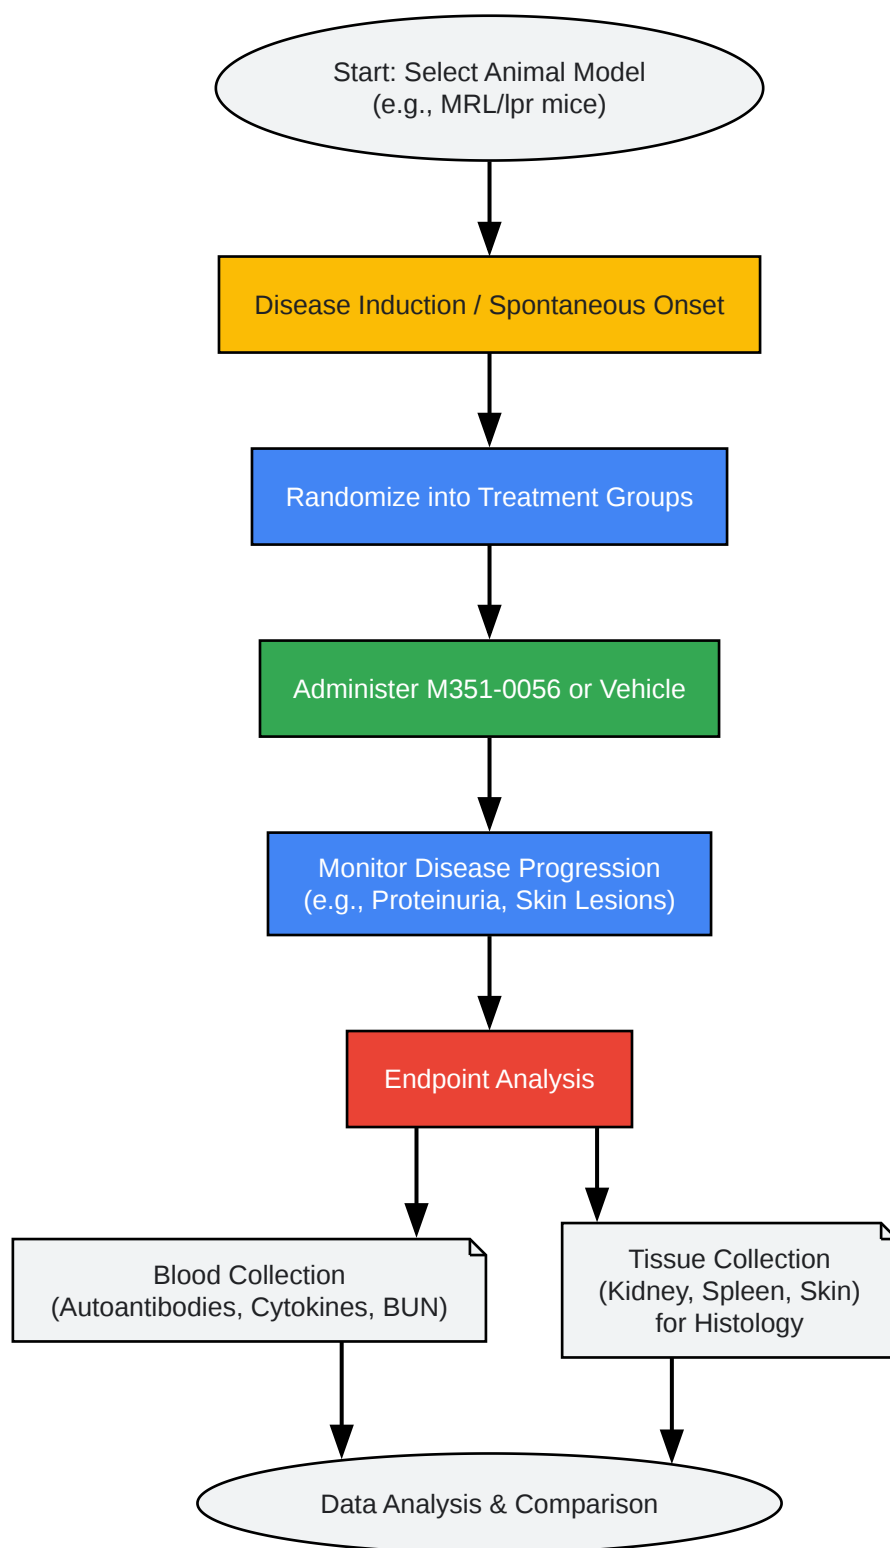 Start: Select Animal Model
(e.g., MRL/lpr mice)
Disease Induction / Spontaneous Onset
Randomize into Treatment Groups
Administer M351-0056 or Vehicle
Monitor Disease Progression
(e.g., Proteinuria, Skin Lesions)
Endpoint Analysis
Blood Collection
(Autoantibodies, Cytokines, BUN)
Tissue Collection
(Kidney, Spleen, Skin)
for Histology
Data Analysis & Comparison